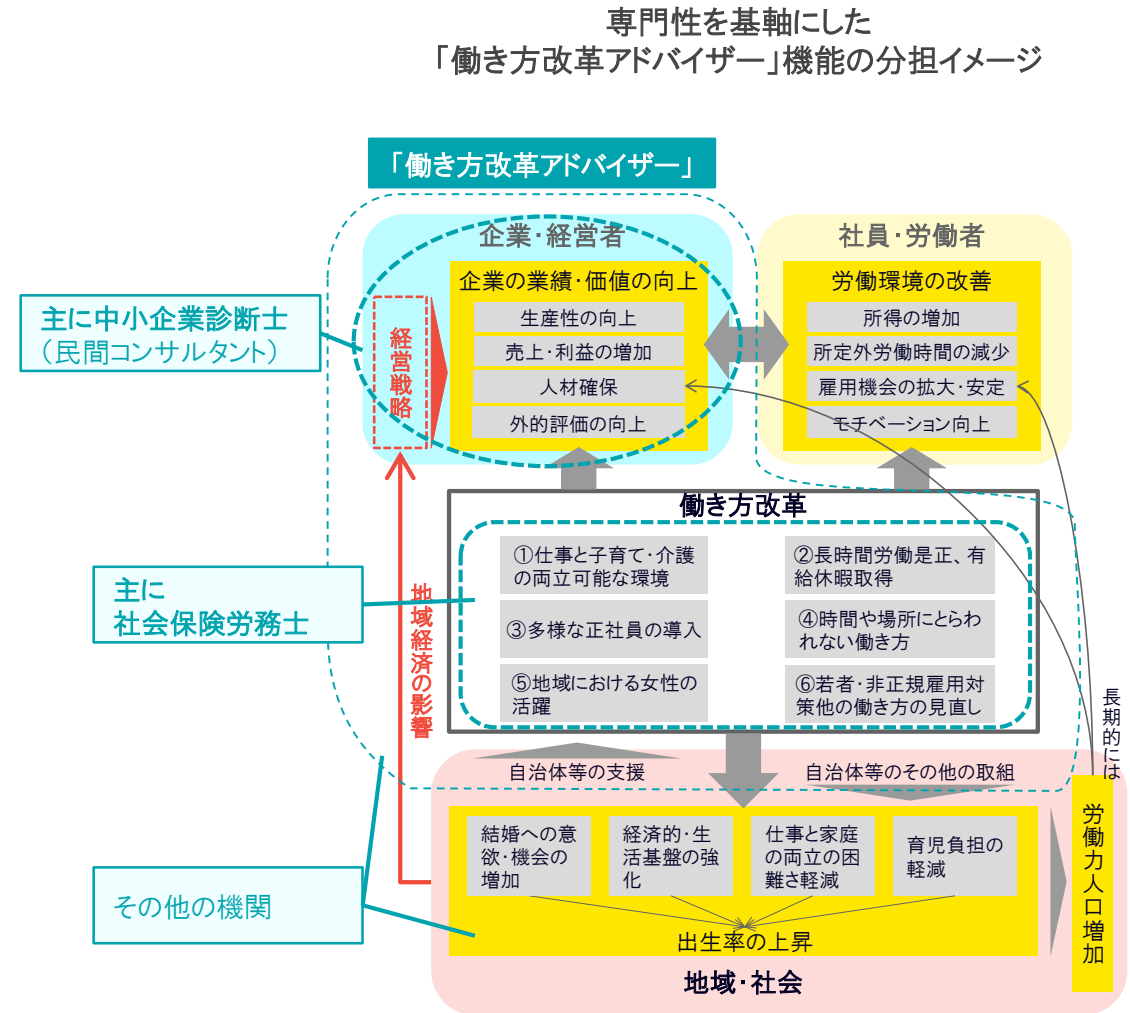 専門性を基軸にした
「働き方改革アドバイザー」機能の分担イメージ
「働き方改革アドバイザー」
企業・経営者
社員・労働者
企業の業績・価値の向上
生産性の向上
売上・利益の増加
人材確保
外的評価の向上
労働環境の改善
所得の増加
所定外労働時間の減少
雇用機会の拡大・安定
モチベーション向上
主に中小企業診断士
（民間コンサルタント）
経営戦略
働き方改革
①仕事と子育て・介護
の両立可能な環境
②長時間労働是正、有
給休暇取得
③多様な正社員の導入
④時間や場所にとらわ
れない働き方
⑤地域における女性の
活躍
⑥若者・非正規雇用対
策他の働き方の見直し
主に
社会保険労務士
地域経済の影響
長期的には
自治体等の支援
自治体等のその他の取組
結婚への意
欲・機会の
増加
経済的・生
活基盤の強
化
仕事と家庭
の両立の困
難さ軽減
育児負担の
軽減
出生率の上昇
労働力人口増加
その他の機関
地域・社会